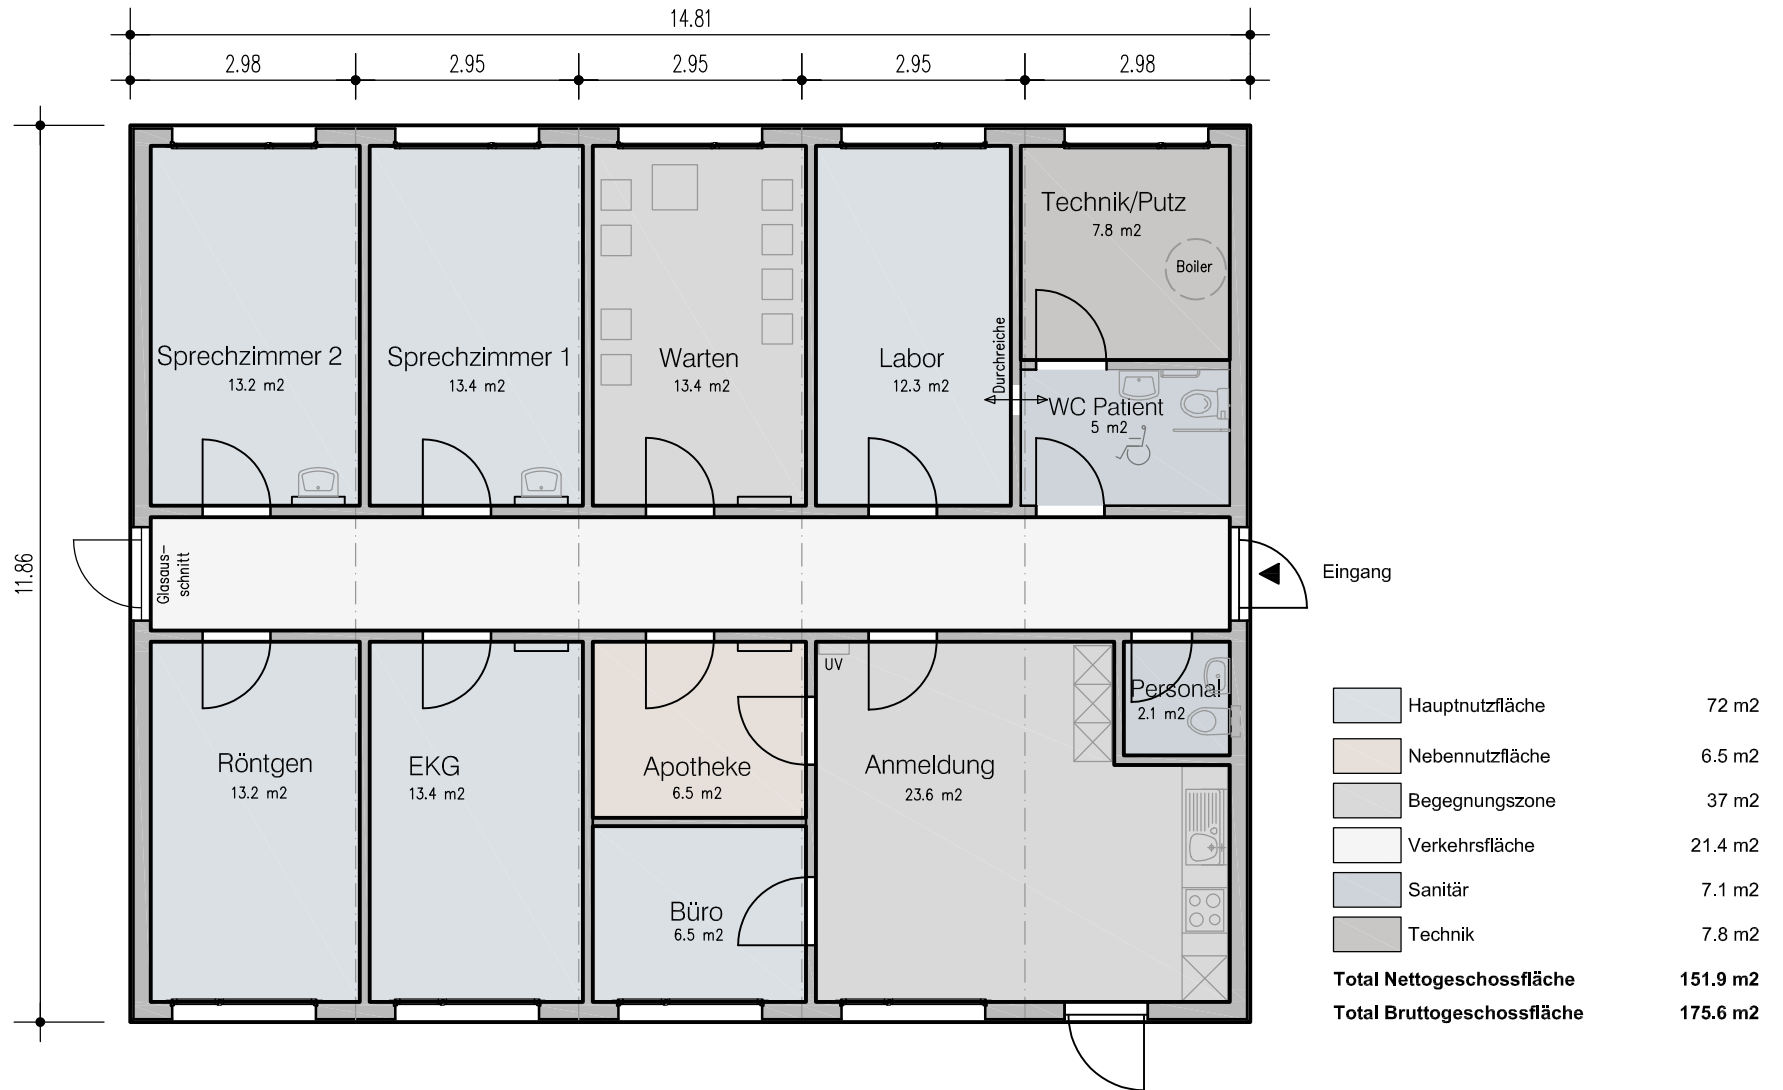 14.81
2.98 2.95 2.95 2.95 2.98
11.86
Technik/Putz
7.8 m2
Boiler
Sprechzimmer 2
13.2 m2
Sprechzimmer 1
13.4 m2
Warten
13.4 m2
Labor
12.3 m2
Durchreiche
WC Patient
5 m2
Glasaus-
schnitt
Eingang
UV
Personal
2.1 m2
Röntgen
13.2 m2
EKG
13.4 m2
Apotheke
6.5 m2
Anmeldung
23.6 m2
Büro
6.5 m2
Hauptnutzfläche 72 m2
Nebennutzfläche 6.5 m2
Begegnungszone 37 m2
Verkehrsfläche 21.4 m2
Sanitär 7.1 m2
Technik 7.8 m2
Total Nettogeschossfläche 151.9 m2
Total Bruttogeschossfläche 175.6 m2